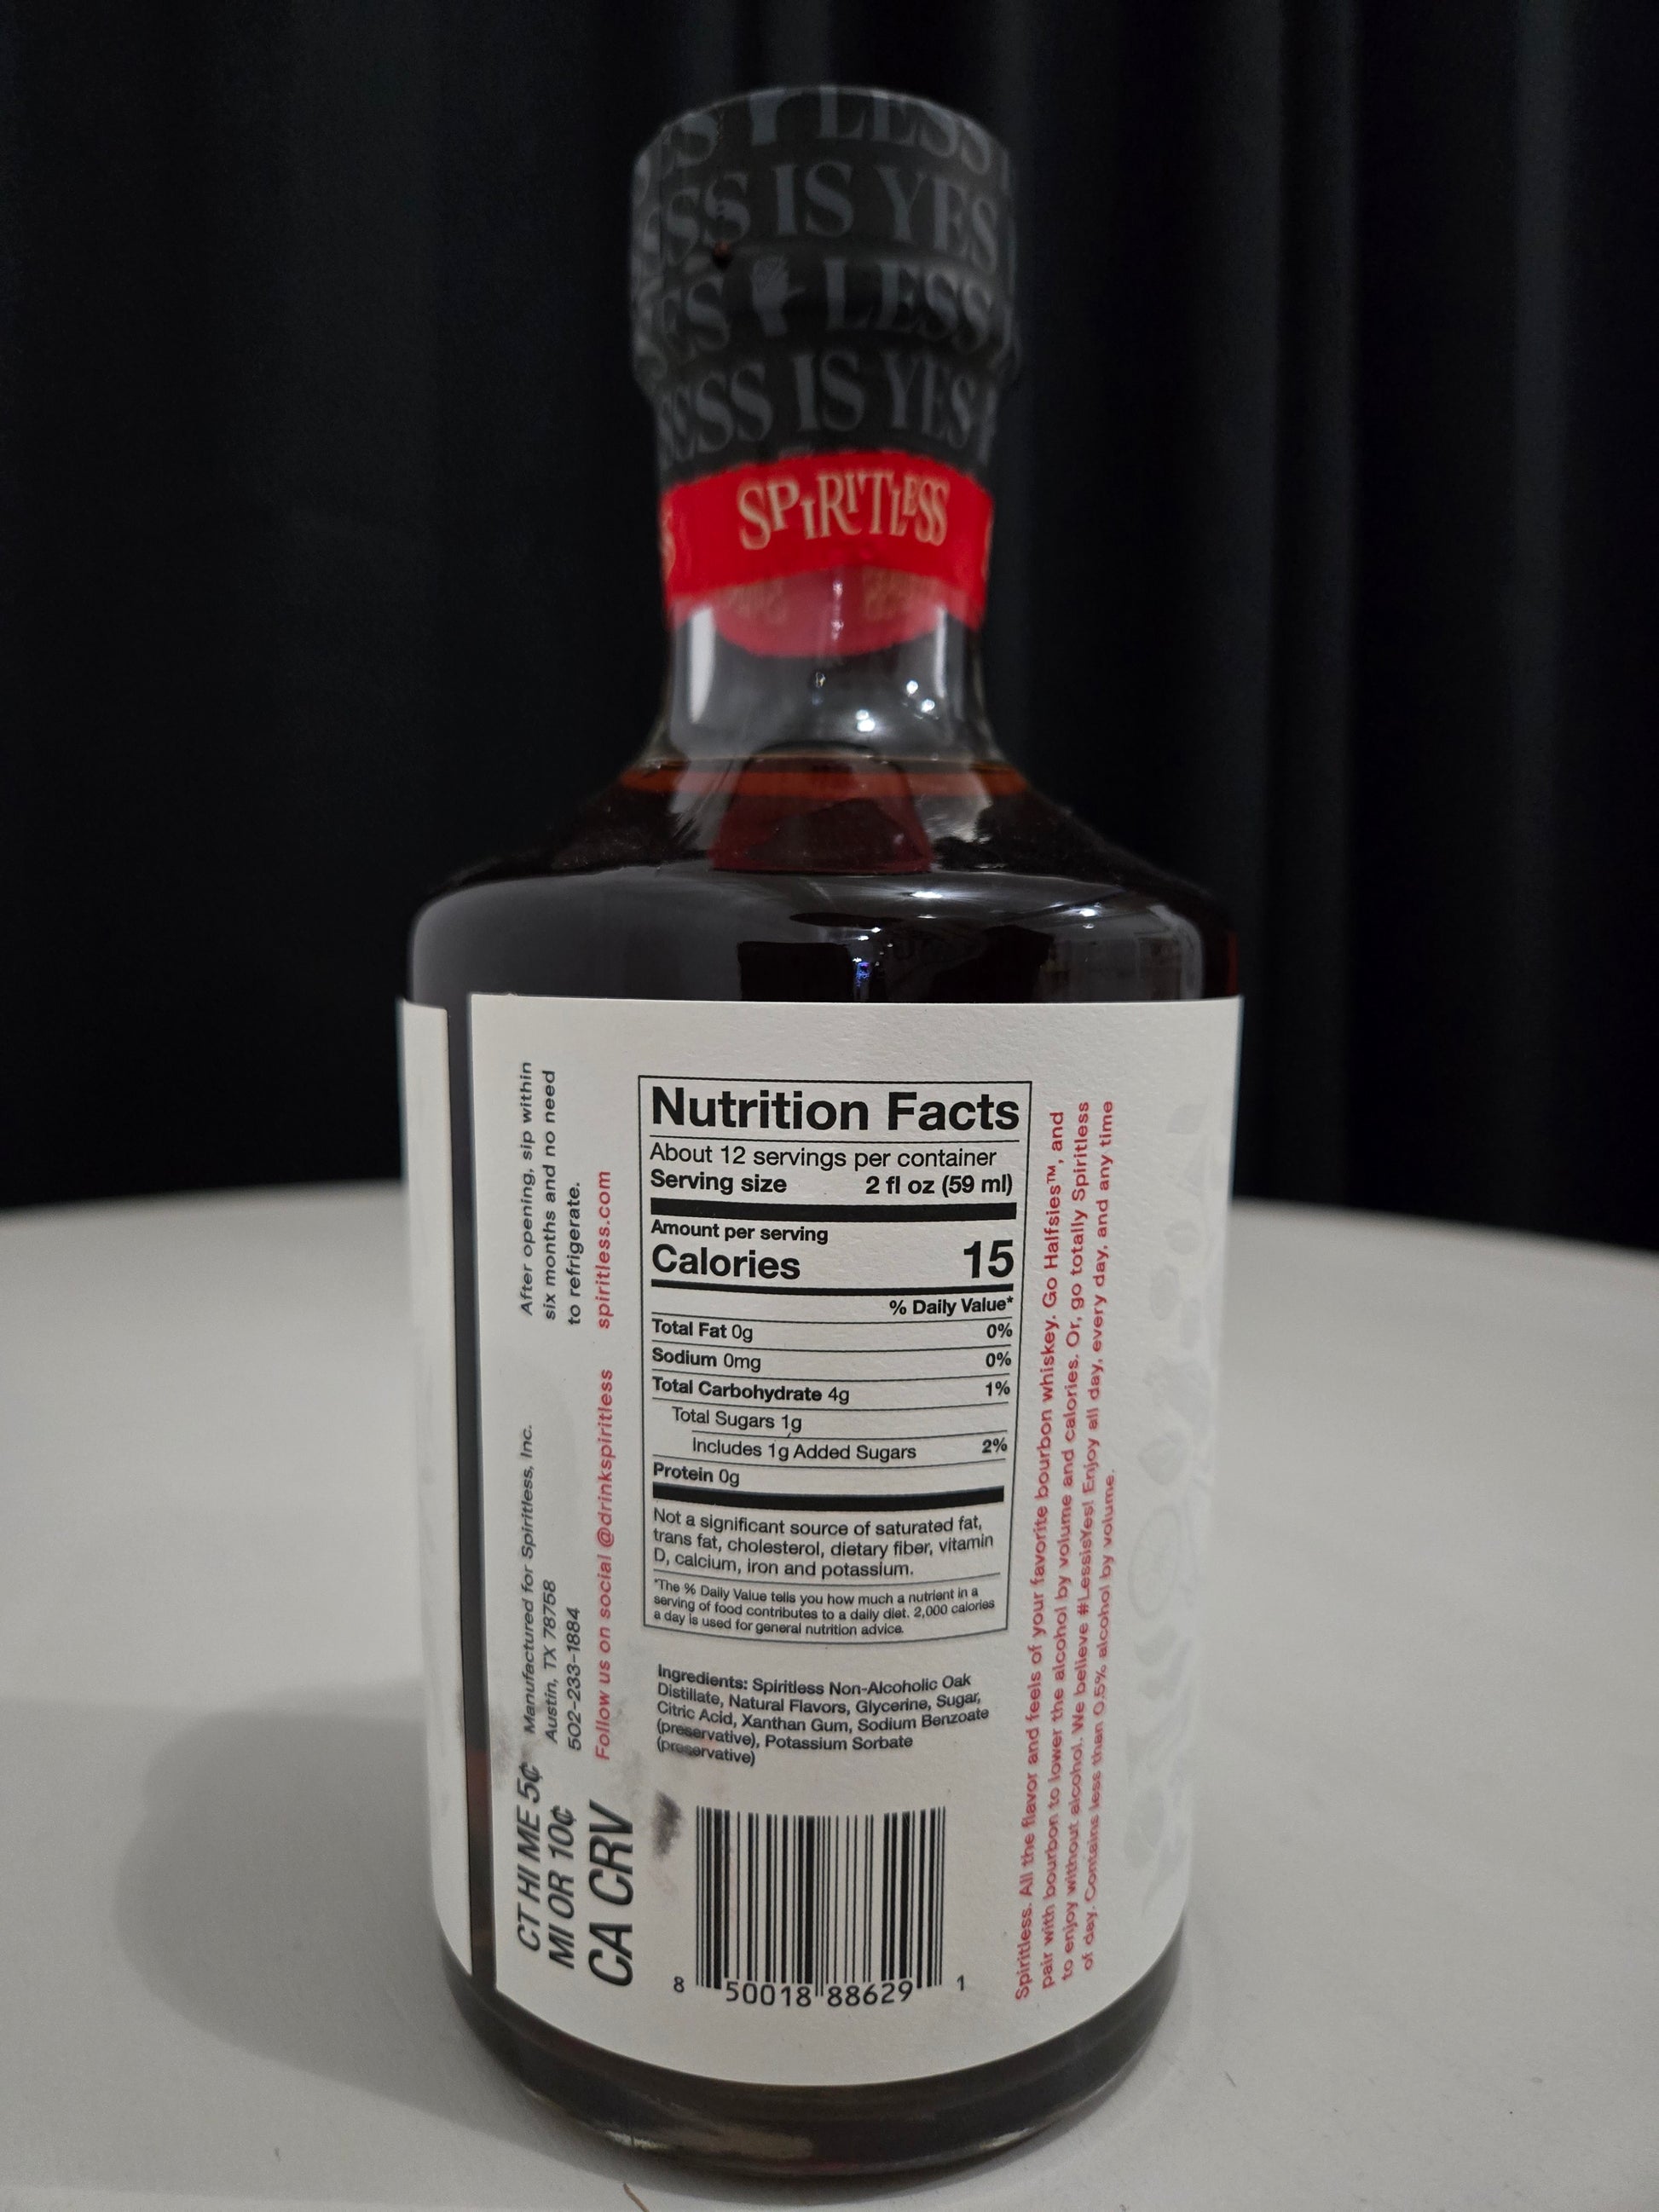 LESS
SS IS YES
LESS
ESS IS YES
SPIRITLESS
After opening, sip within
six months and no need
to refrigerate.
spiritless.com
Manufactured for Spiritless, Inc.
Austin, TX 78758
502-233-1884
Follow us on social @drinkspiritless
CT HI ME 5¢
MI OR 10¢
CA CRV
Nutrition Facts
About 12 servings per container
Serving size 2 fl oz (59 ml)
Amount per serving
Calories 15
% Daily Value*
Total Fat 0g 0%
Sodium 0mg 0%
Total Carbohydrate 4g 1%
Total Sugars 1g
Includes 1g Added Sugars 2%
Protein 0g
Not a significant source of saturated fat,
trans fat, cholesterol, dietary fiber, vitamin
D, calcium, iron and potassium.
*The % Daily Value tells you how much a nutrient in a
serving of food contributes to a daily diet. 2,000 calories
a day is used for general nutrition advice.
Ingredients: Spiritless Non-Alcoholic Oak
Distillate, Natural Flavors, Glycerine, Sugar,
Citric Acid, Xanthan Gum, Sodium Benzoate
(preservative), Potassium Sorbate
(preservative)
8 50018 88629 1
Spiritless. All the flavor and feels of your favorite bourbon whiskey. Go Halfsies™, and
pair with bourbon to lower the alcohol by volume and calories. Or, go totally Spiritless
to enjoy without alcohol. We believe #LessisYes! Enjoy all day, every day, and any time
of day. Contains less than 0.5% alcohol by volume.